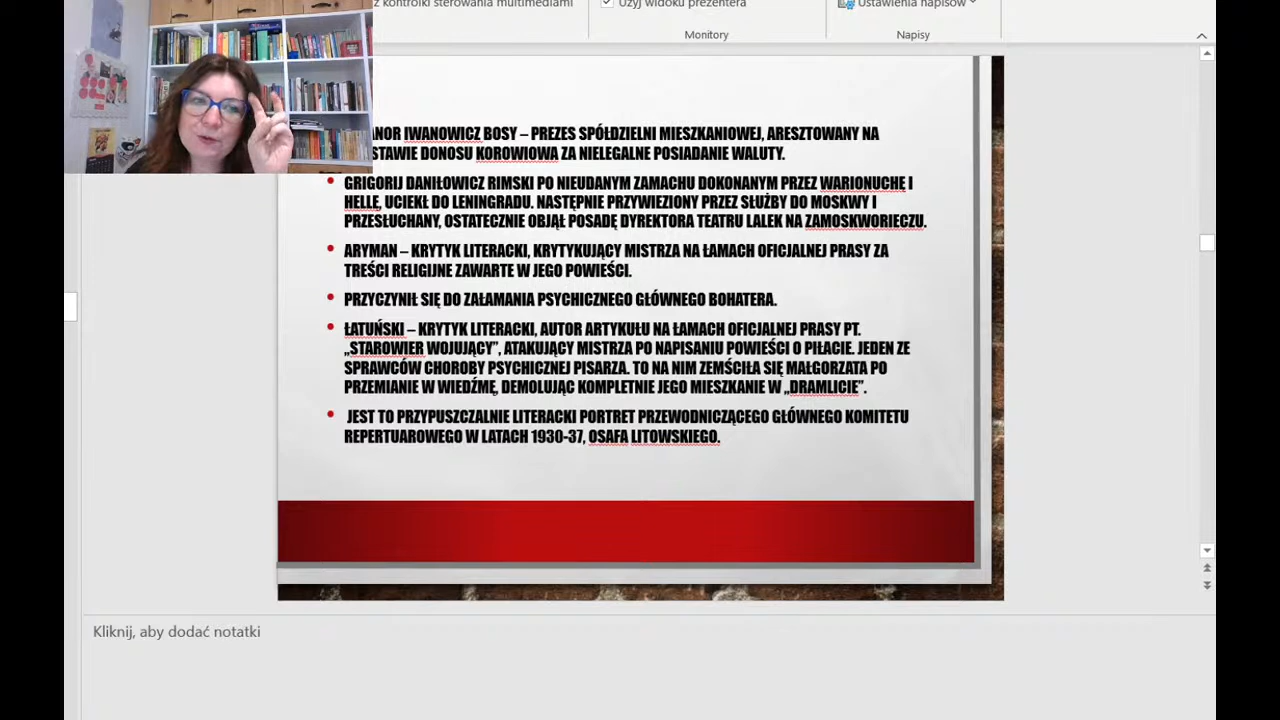 z kontrolki sterowania multimediami
Użyj widoku prezentera
Ustawienia napisów
Monitory
Napisy
IWANOWICZ BOSY – PREZES SPÓŁDZIELNI MIESZKANIOWEJ, ARESZTOWANY NA
DONOSU KOROWIOWA ZA NIELEGALNE POSIADANIE WALUTY.
• GRIGORIJ DANIŁOWICZ RIMSKI PO NIEUDANYM ZAMACHU DOKONANYM PRZEZ WARIONUCHĘ I
HELLĘ, UCIEKŁ DO LENINGRADU. NASTĘPNIE PRZYWIEZIONY PRZEZ SŁUŻBY DO MOSKWY I
PRZESŁUCHANY, OSTATECZNIE OBJĄŁ POSADĘ DYREKTORA TEATRU LALEK NA ZAMOSKWORIECZU.
• ARYMAN – KRYTYK LITERACKI, KRYTYKUJĄCY MISTRZA NA ŁAMACH OFICJALNEJ PRASY ZA
TREŚCI RELIGIJNE ZAWARTE W JEGO POWIEŚCI.
• PRZYCZYNIŁ SIĘ DO ZAŁAMANIA PSYCHICZNEGO GŁÓWNEGO BOHATERA.
• ŁATUŃSKI – KRYTYK LITERACKI, AUTOR ARTYKUŁU NA ŁAMACH OFICJALNEJ PRASY PT.
„STAROWIER WOJUJĄCY”, ATAKUJĄCY MISTRZA PO NAPISANIU POWIEŚCI O PIŁACIE. JEDEN ZE
SPRAWCÓW CHOROBY PSYCHICZNEJ PISARZA. TO NA NIM ZEMŚCIŁA SIĘ MAŁGORZATA PO
PRZEMIANIE W WIEDŹMĘ, DEMOLUJĄC KOMPLETNIE JEGO MIESZKANIE W „DRAMLICIE”.
• JEST TO PRZYPUSZCZALNIE LITERACKI PORTRET PRZEWODNICZĄCEGO GŁÓWNEGO KOMITETU
REPERTUAROWEGO W LATACH 1930-37, OSAFA LITOWSKIEGO.
Kliknij, aby dodać notatki